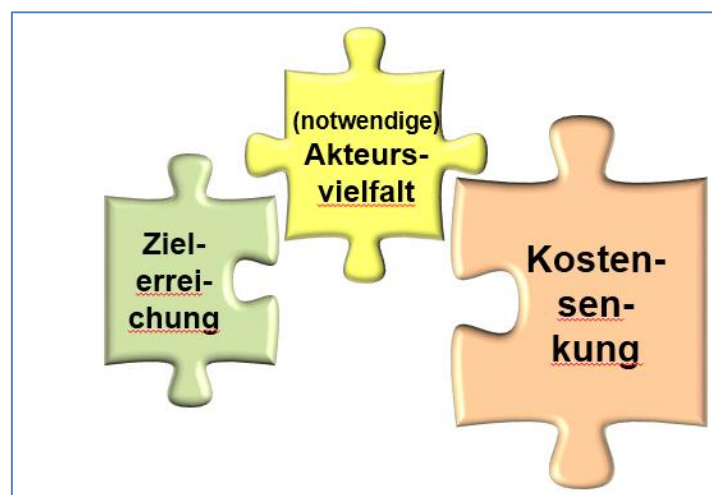 (notwendige)
Akteurs-
vielfalt
Ziel-
errei-
chung
Kosten-
sen-
kung